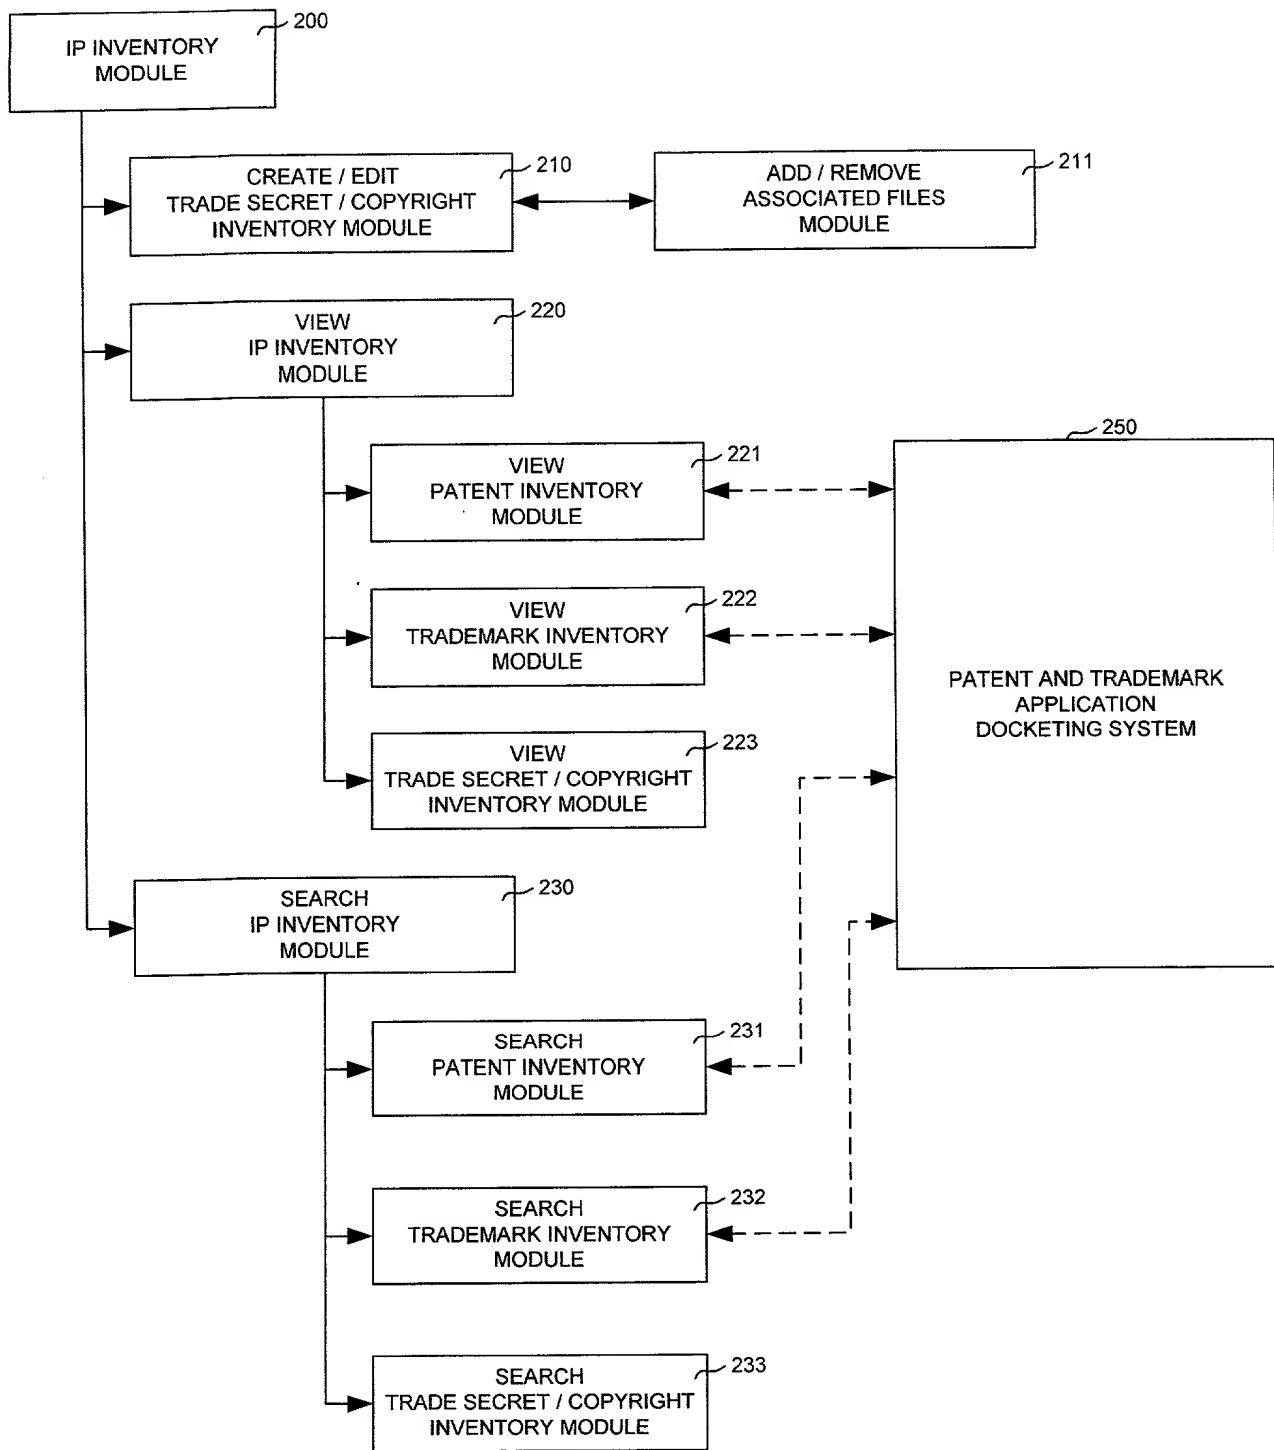 200
IP INVENTORY
MODULE
210
CREATE / EDIT
TRADE SECRET / COPYRIGHT
INVENTORY MODULE
211
ADD / REMOVE
ASSOCIATED FILES
MODULE
220
VIEW
IP INVENTORY
MODULE
250
PATENT AND TRADEMARK
APPLICATION
DOCKETING SYSTEM
221
VIEW
PATENT INVENTORY
MODULE
222
VIEW
TRADEMARK INVENTORY
MODULE
223
VIEW
TRADE SECRET / COPYRIGHT
INVENTORY MODULE
230
SEARCH
IP INVENTORY
MODULE
231
SEARCH
PATENT INVENTORY
MODULE
232
SEARCH
TRADEMARK INVENTORY
MODULE
233
SEARCH
TRADE SECRET / COPYRIGHT
INVENTORY MODULE